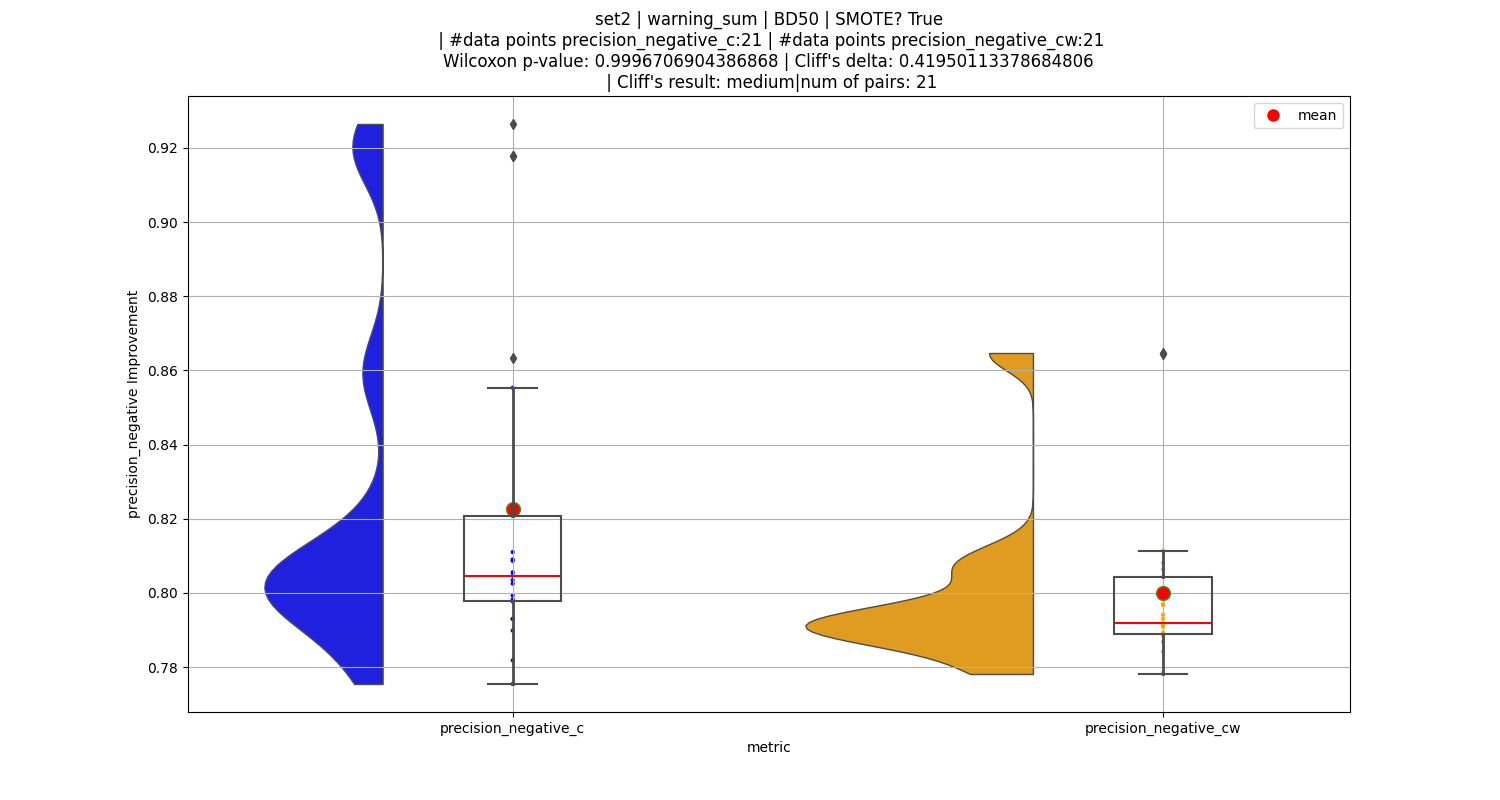 set2 | warning_sum | BD50 | SMOTE? True
| #data points precision_negative_c:21 | #data points precision_negative_cw:21
Wilcoxon p-value: 0.9996706904386868 | Cliff's delta: 0.41950113378684806
| Cliff's result: medium|num of pairs: 21
mean
precision_negative Improvement
0.92
0.90
0.88
0.86
0.84
0.82
0.80
0.78
precision_negative_c
precision_negative_cw
metric